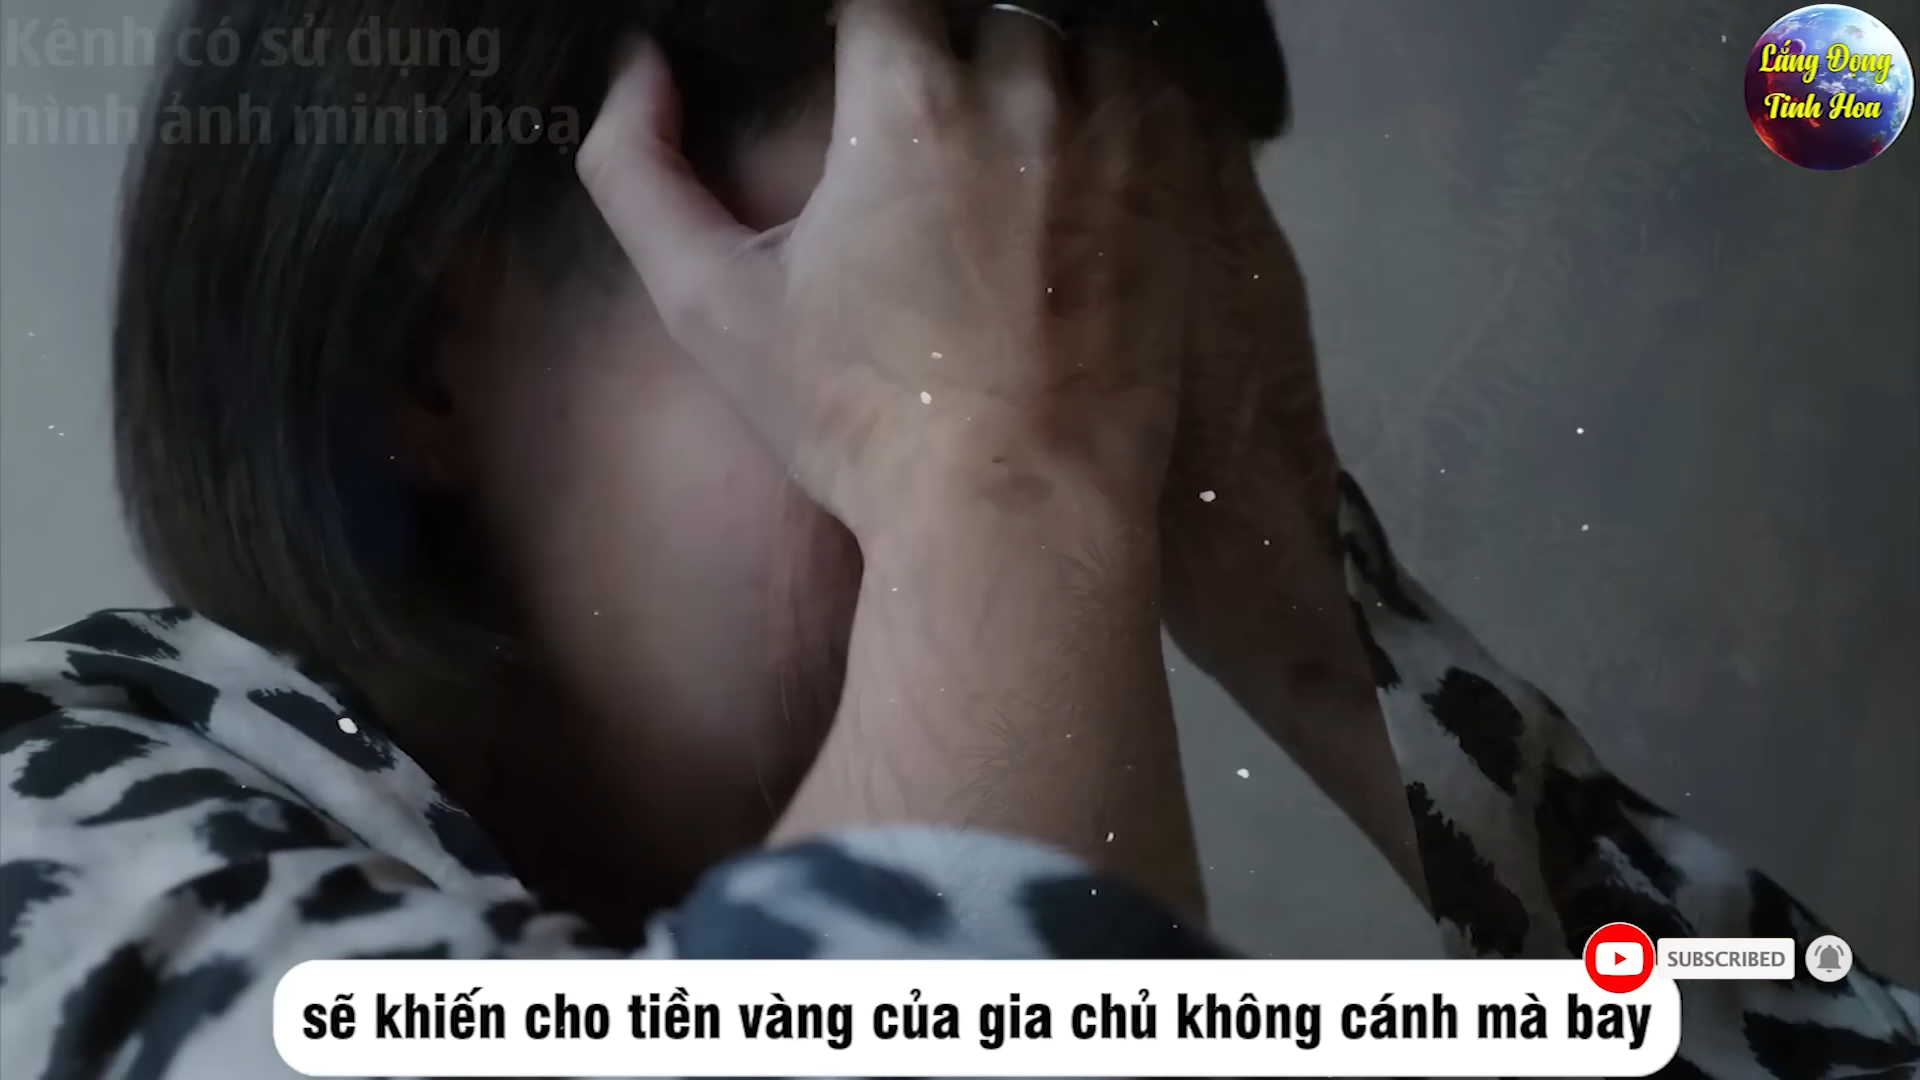 Kênh có sử dụng
hình ảnh minh hoạ
Lắng Đọng
Tinh Hoa
SUBSCRIBED
sẽ khiến cho tiền vàng của gia chủ không cánh mà bay